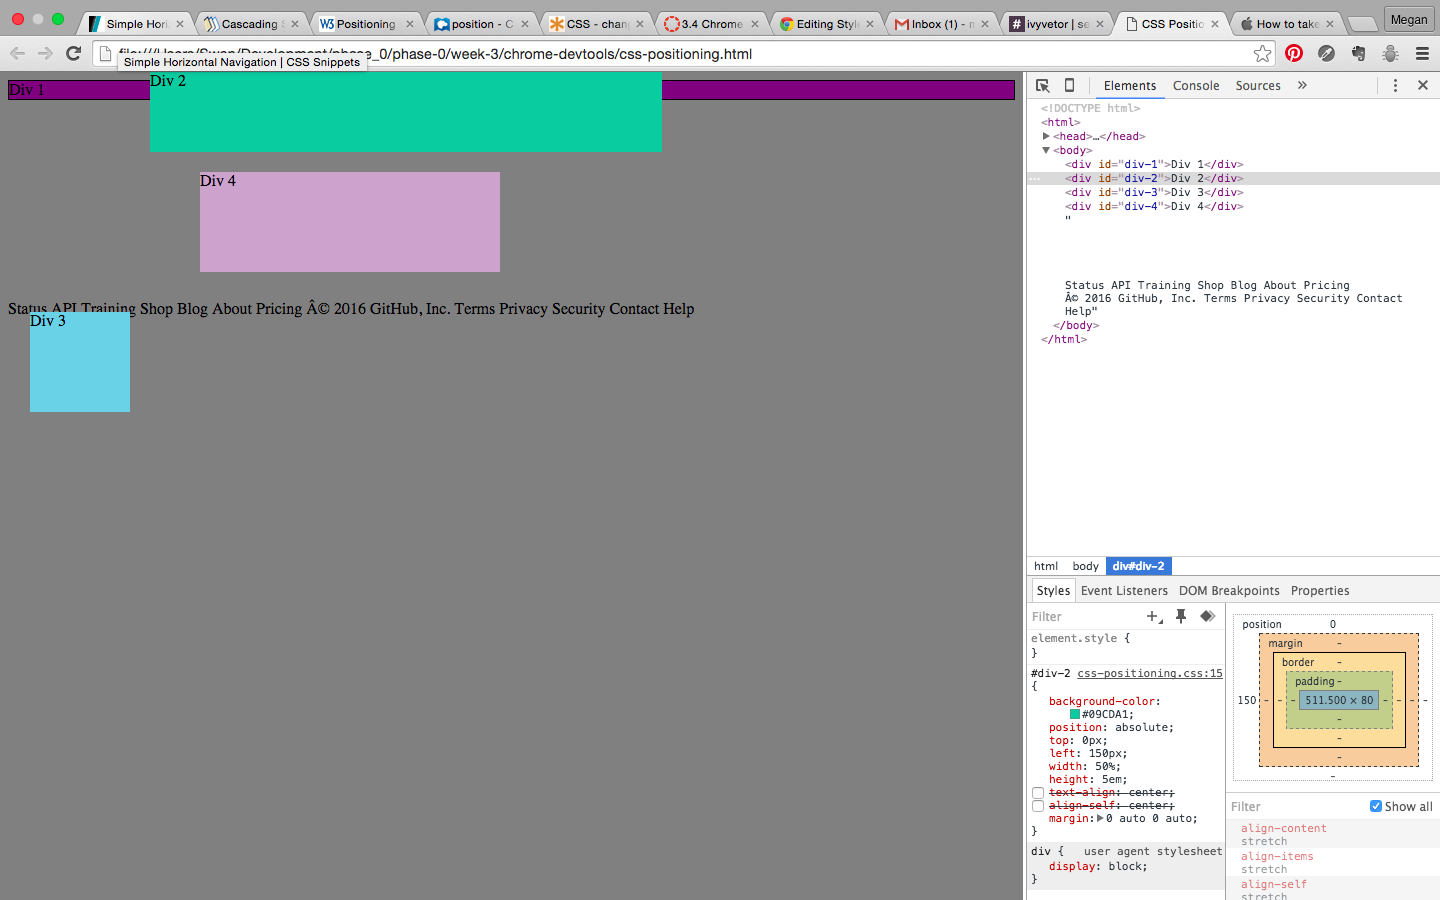 Simple Hori
Cascading S
Positioning
position - C
CSS - chang
3.4 Chrome
Editing Style
Inbox (1) - m
ivyvetor | se
CSS Positio
How to take
Megan
file:///Users/Swan/Development/phase_0/phase-0/week-3/chrome-devtools/css-positioning.html
Simple Horizontal Navigation | CSS Snippets
Div 1
Div 2
Div 4
Status API Training Shop Blog About Pricing Â© 2016 GitHub, Inc. Terms Privacy Security Contact Help
Div 3
Elements Console Sources »
<!DOCTYPE html>
<html>
<head>…</head>
<body>
<div id="div-1">Div 1</div>
<div id="div-2">Div 2</div>
<div id="div-3">Div 3</div>
<div id="div-4">Div 4</div>
"
Status API Training Shop Blog About Pricing
Â© 2016 GitHub, Inc. Terms Privacy Security Contact
Help"
</body>
</html>
html body div#div-2
Styles Event Listeners DOM Breakpoints Properties
Filter
element.style {
}
#div-2 css-positioning.css:15
{
background-color:
#09CDA1;
position: absolute;
top: 0px;
left: 150px;
width: 50%;
height: 5em;
text-align: center;
align-self: center;
margin: 0 auto 0 auto;
}
div { user agent stylesheet
display: block;
}
position 0
margin -
border -
padding -
150 - - - 511.500 × 80 - - - -
-
-
-
-
Filter Show all
align-content
stretch
align-items
stretch
align-self
stretch